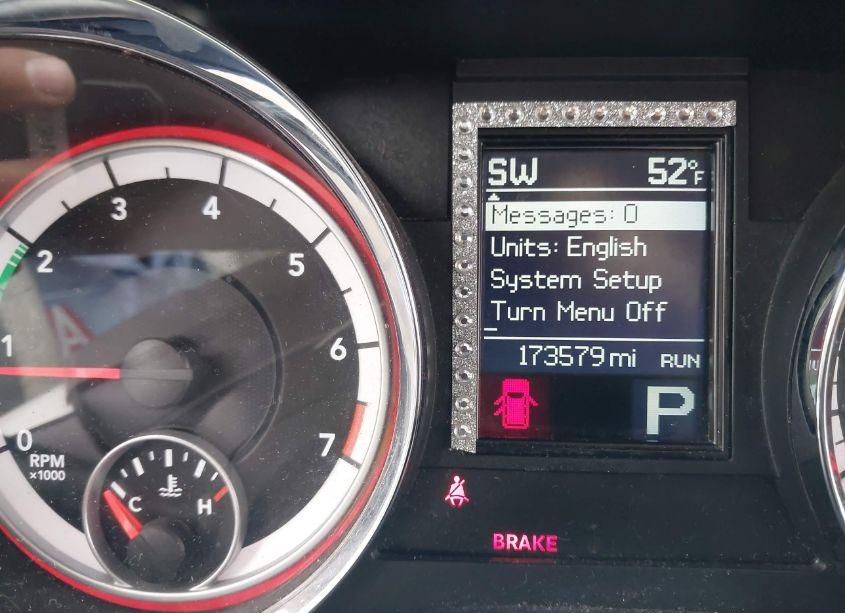 SW 52°F
Messages: 0
Units: English
System Setup
Turn Menu Off
173579 mi RUN
P
BRAKE
0
1
2
3
4
5
6
7
RPM
×1000
C H